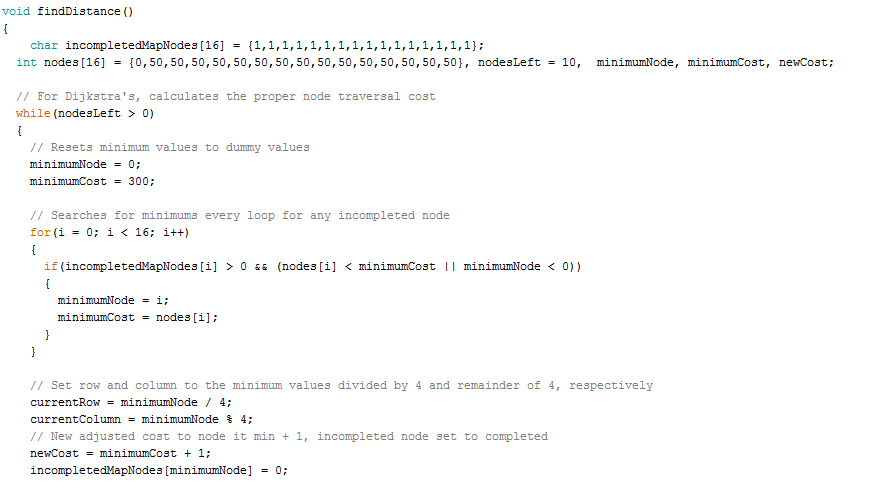 void findDistance()
{
char incompletedMapNodes[16] = {1,1,1,1,1,1,1,1,1,1,1,1,1,1,1,1};
int nodes[16] = {0,50,50,50,50,50,50,50,50,50,50,50,50,50,50,50}, nodesLeft = 10,  minimumNode, minimumCost, newCost;
// For Dijkstra's, calculates the proper node traversal cost
while(nodesLeft > 0)
{
// Resets minimum values to dummy values
minimumNode = 0;
minimumCost = 300;
// Searches for minimums every loop for any incompleted node
for(i = 0; i < 16; i++)
{
if(incompletedMapNodes[i] > 0 && (nodes[i] < minimumCost || minimumNode < 0))
{
minimumNode = i;
minimumCost = nodes[i];
}
}
// Set row and column to the minimum values divided by 4 and remainder of 4, respectively
currentRow = minimumNode / 4;
currentColumn = minimumNode % 4;
// New adjusted cost to node it min + 1, incompleted node set to completed
newCost = minimumCost + 1;
incompletedMapNodes[minimumNode] = 0;